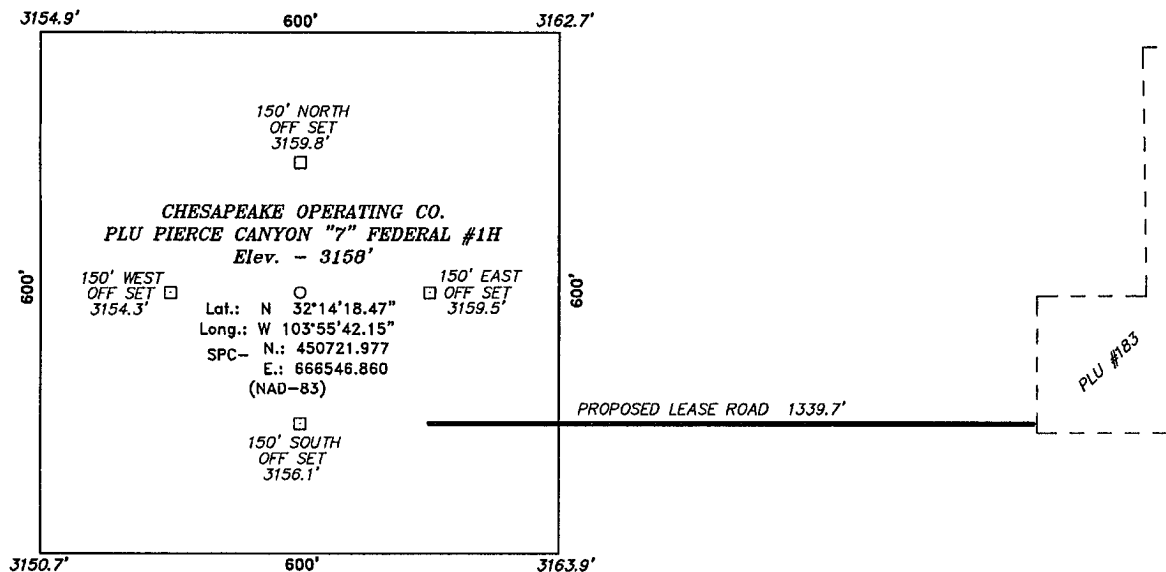 3154.9'
600'
3162.7'
150' NORTH
OFF SET
3159.8'
CHESAPEAKE OPERATING CO.
PLU PIERCE CANYON "7" FEDERAL #1H
Elev. - 3158'
600'
150' WEST
OFF SET
3154.3'
150' EAST
OFF SET
3159.5'
600'
Lat.: N 32°14'18.47"
Long.: W 103°55'42.15"
SPC- N.: 450721.977
E.: 666546.860
(NAD-83)
PLU #183
PROPOSED LEASE ROAD 1339.7'
150' SOUTH
OFF SET
3156.1'
3150.7'
600'
3163.9'